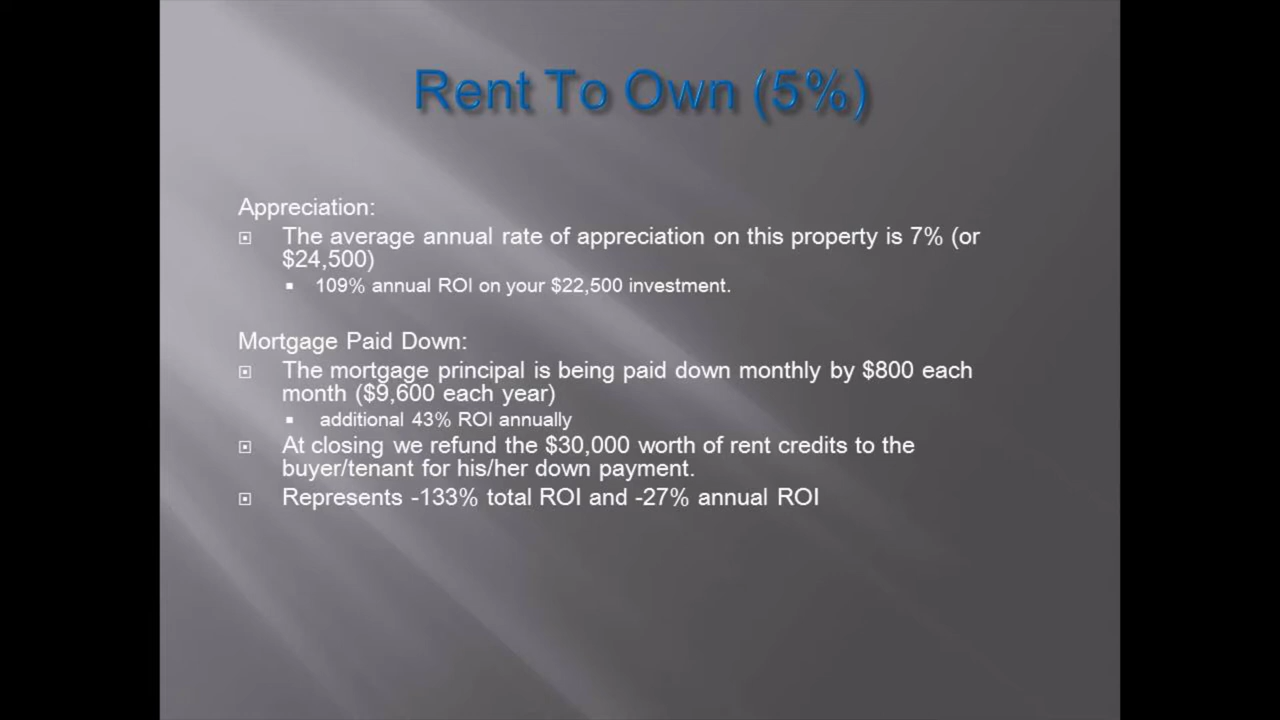 Rent To Own (5%)
Appreciation:
The average annual rate of appreciation on this property is 7% (or
$24,500)
109% annual ROI on your $22,500 investment.
Mortgage Paid Down:
The mortgage principal is being paid down monthly by $800 each
month ($9,600 each year)
additional 43% ROI annually
At closing we refund the $30,000 worth of rent credits to the
buyer/tenant for his/her down payment.
Represents -133% total ROI and -27% annual ROI